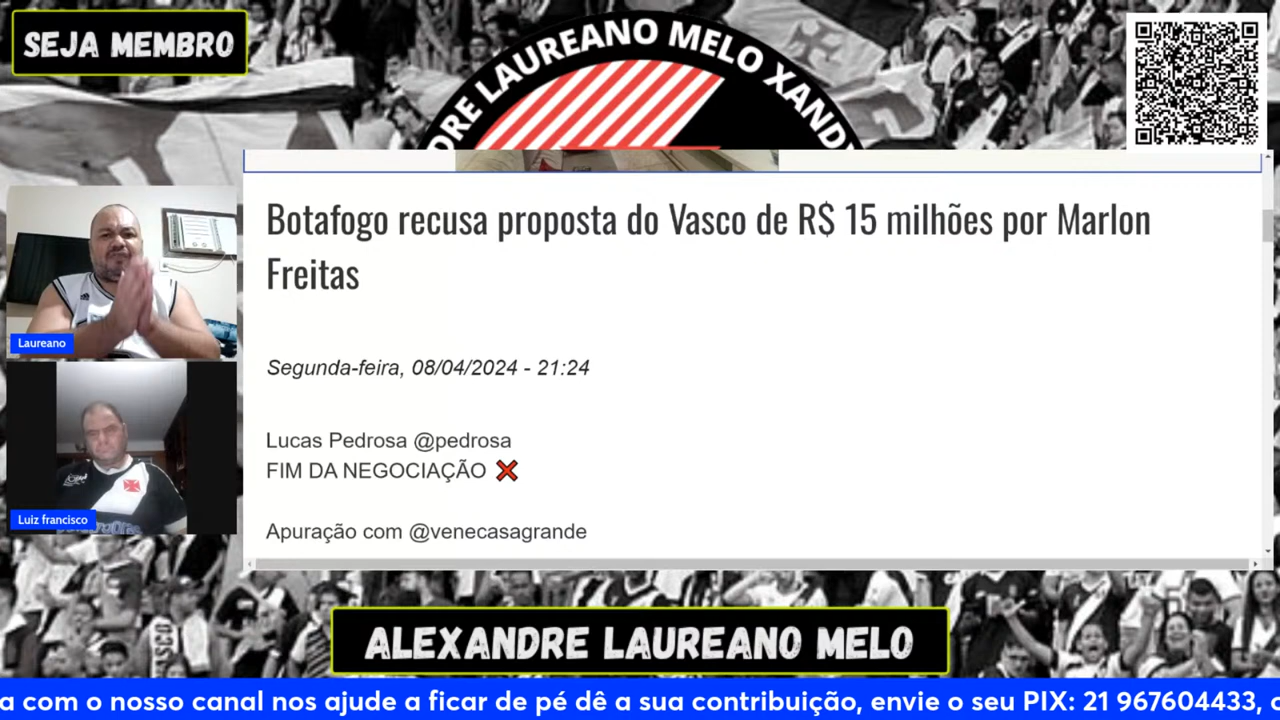 SEJA MEMBRO
DRE LAUREANO MELO XAND
Botafogo recusa proposta do Vasco de R$ 15 milhões por Marlon
Freitas
Segunda-feira, 08/04/2024 - 21:24
Lucas Pedrosa @pedrosa
FIM DA NEGOCIAÇÃO ❌
Apuração com @venecasagrande
Laureano
Luiz francisco
ALEXANDRE LAUREANO MELO
a com o nosso canal nos ajude a ficar de pé dê a sua contribuição, envie o seu PIX: 21 967604433, c